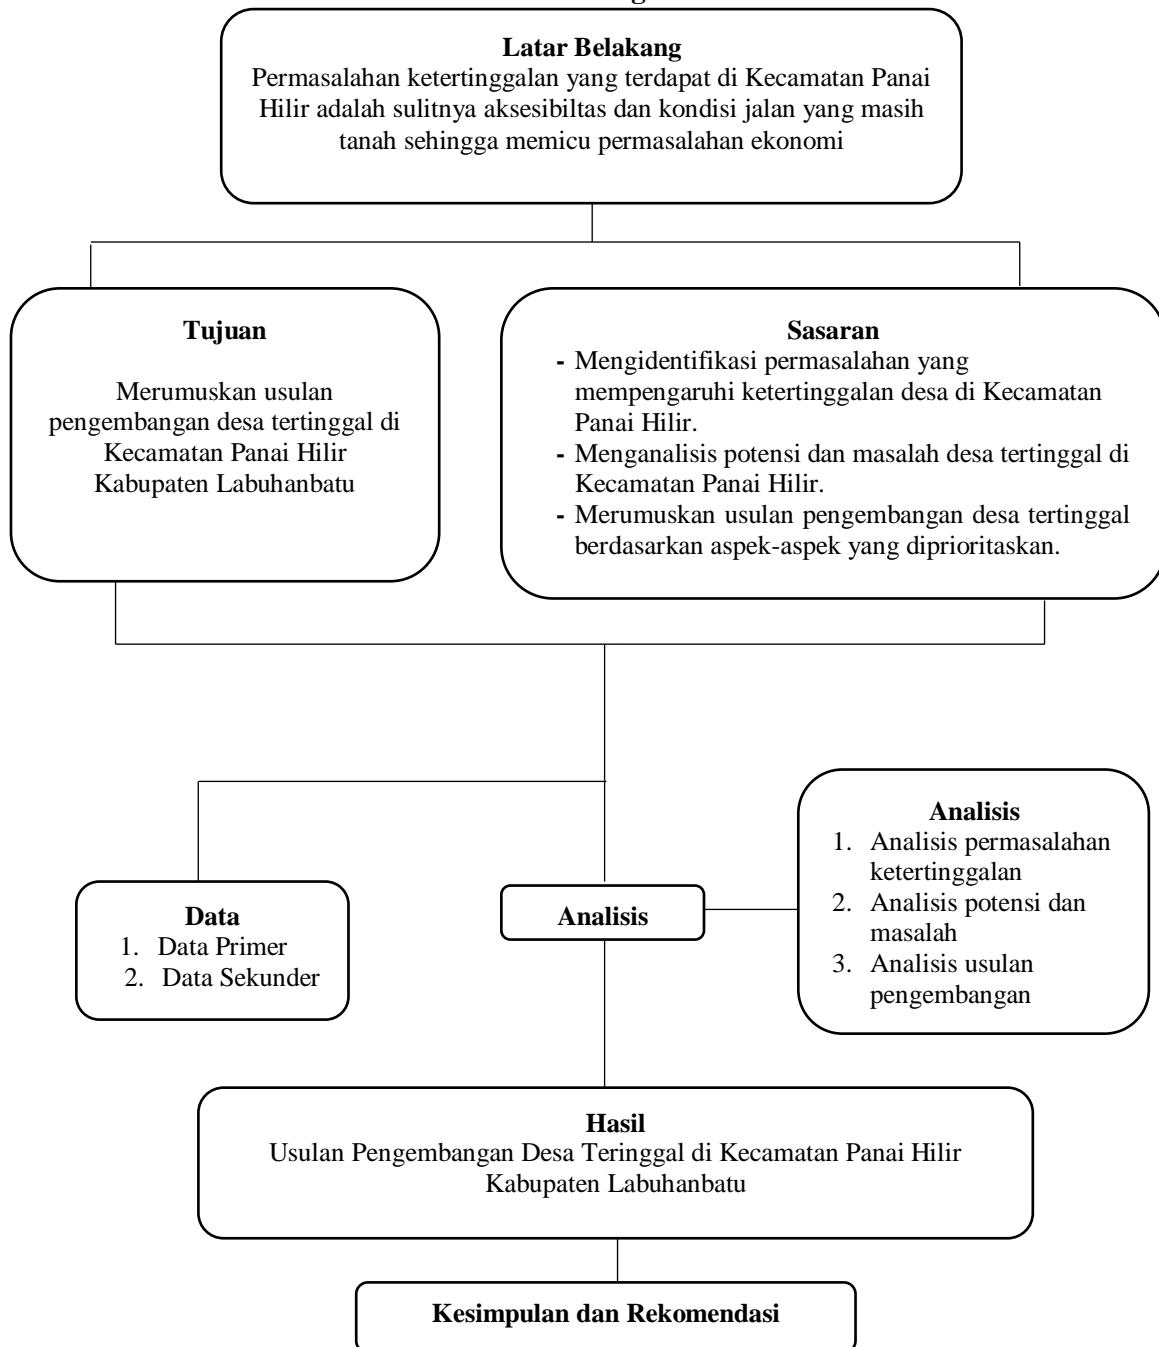 Latar Belakang
Permasalahan ketertinggalan yang terdapat di Kecamatan Panai
Hilir adalah sulitnya aksesibiltas dan kondisi jalan yang masih
tanah sehingga memicu permasalahan ekonomi
Tujuan
Merumuskan usulan
pengembangan desa tertinggal di
Kecamatan Panai Hilir
Kabupaten Labuhanbatu
Sasaran
- Mengidentifikasi permasalahan yang
mempengaruhi ketertinggalan desa di Kecamatan
Panai Hilir.
- Menganalisis potensi dan masalah desa tertinggal di
Kecamatan Panai Hilir.
- Merumuskan usulan pengembangan desa tertinggal
berdasarkan aspek-aspek yang diprioritaskan.
Data
1. Data Primer
2. Data Sekunder
Analisis
Analisis
1. Analisis permasalahan
ketertinggalan
2. Analisis potensi dan
masalah
3. Analisis usulan
pengembangan
Hasil
Usulan Pengembangan Desa Teringgal di Kecamatan Panai Hilir
Kabupaten Labuhanbatu
Kesimpulan dan Rekomendasi